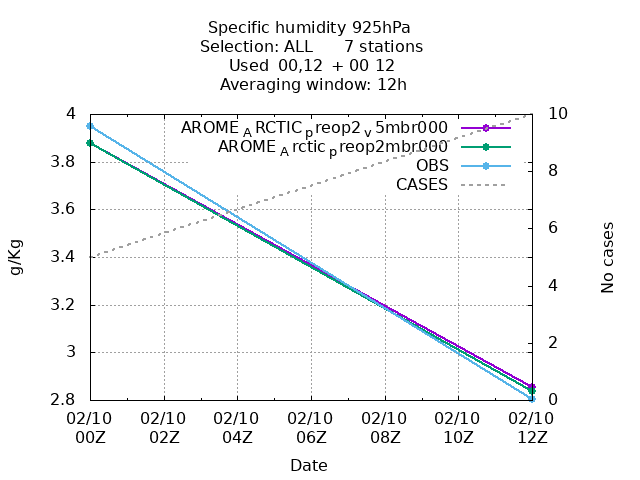 Specific humidity 925hPa
Selection: ALL 7 stations
Used 00,12 + 00 12
Averaging window: 12h
AROME A RCTIC p reop2 v 5mbr000
AROME A rctic p reop2mbr000
OBS
CASES
4
3.8
3.6
3.4
3.2
3
2.8
10
8
6
4
2
0
g/Kg
No cases
02/10 02/10 02/10 02/10 02/10 02/10 02/10
00Z 02Z 04Z 06Z 08Z 10Z 12Z
Date